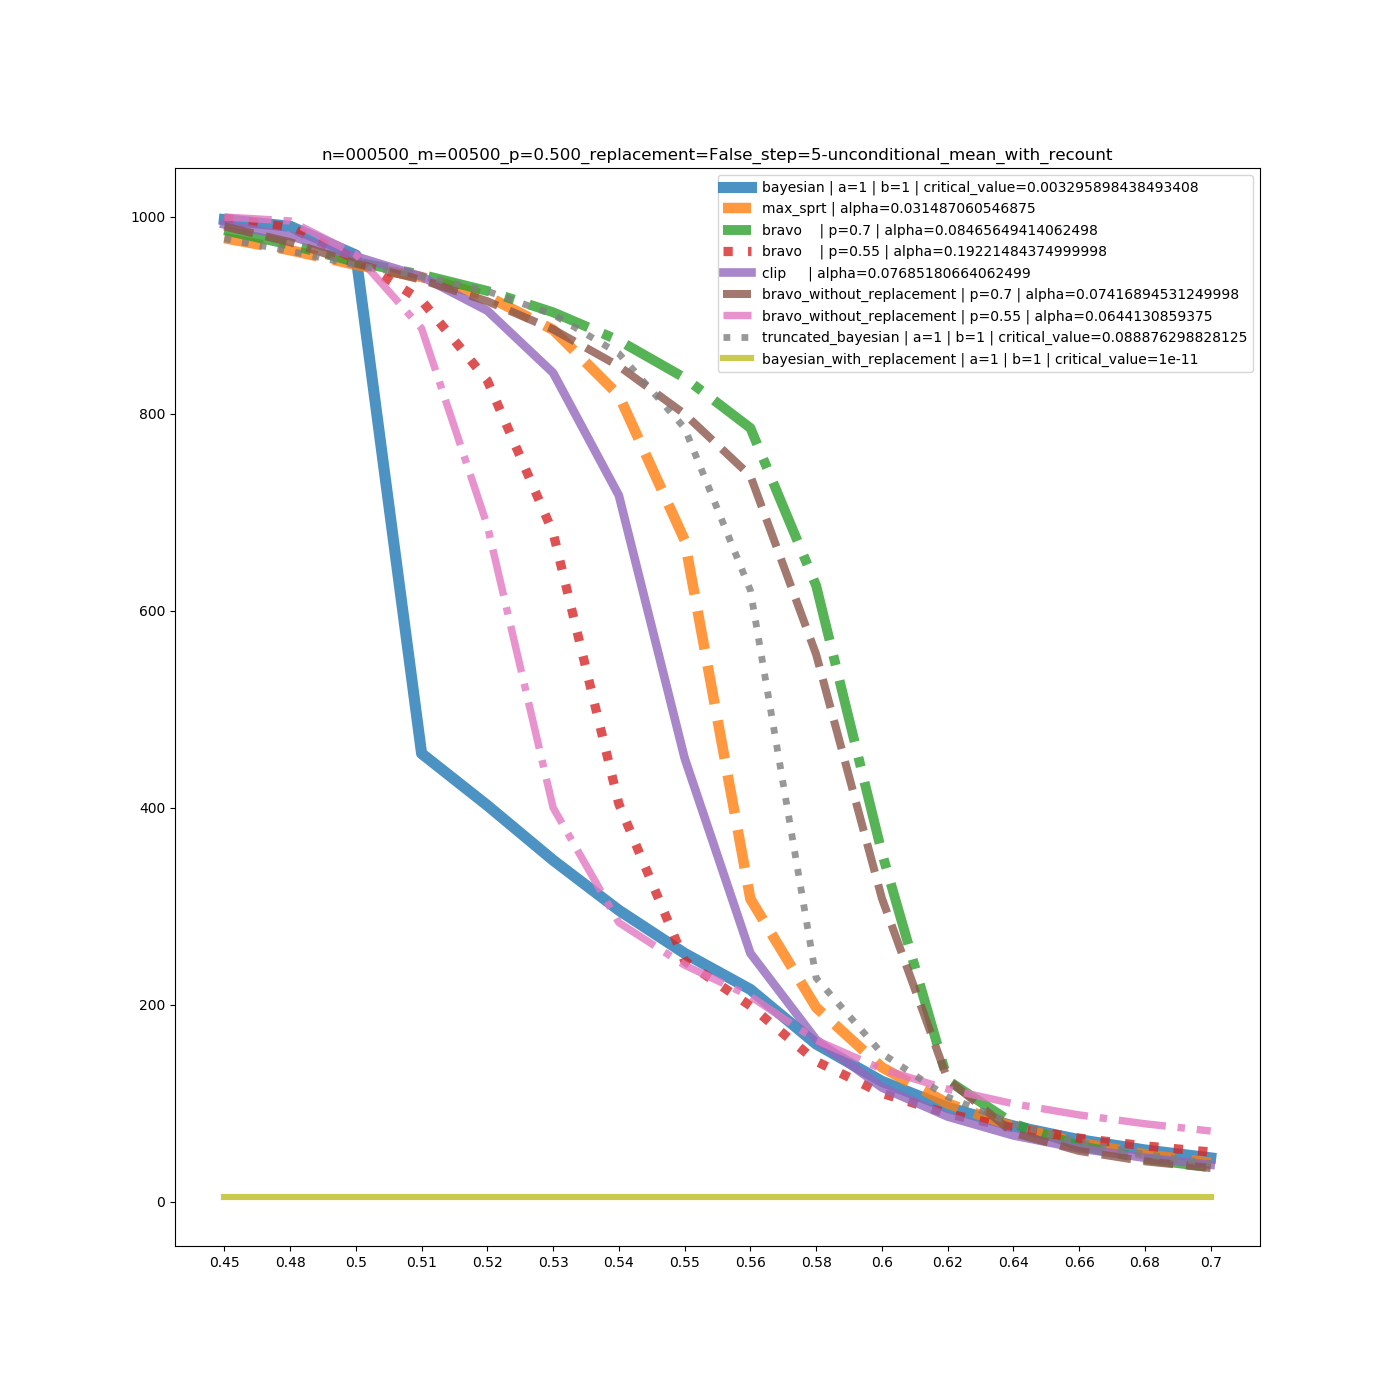 n=000500_m=00500_p=0.500_replacement=False_step=5-unconditional_mean_with_recount
bayesian | a=1 | b=1 | critical_value=0.003295898438493408
max_sprt | alpha=0.031487060546875
bravo    | p=0.7 | alpha=0.08465649414062498
bravo    | p=0.55 | alpha=0.19221484374999998
clip     | alpha=0.07685180664062499
bravo_without_replacement | p=0.7 | alpha=0.07416894531249998
bravo_without_replacement | p=0.55 | alpha=0.0644130859375
truncated_bayesian | a=1 | b=1 | critical_value=0.088876298828125
bayesian_with_replacement | a=1 | b=1 | critical_value=1e-11
1000
800
600
400
200
0
0.45 0.48 0.5 0.51 0.52 0.53 0.54 0.55 0.56 0.58 0.6 0.62 0.64 0.66 0.68 0.7